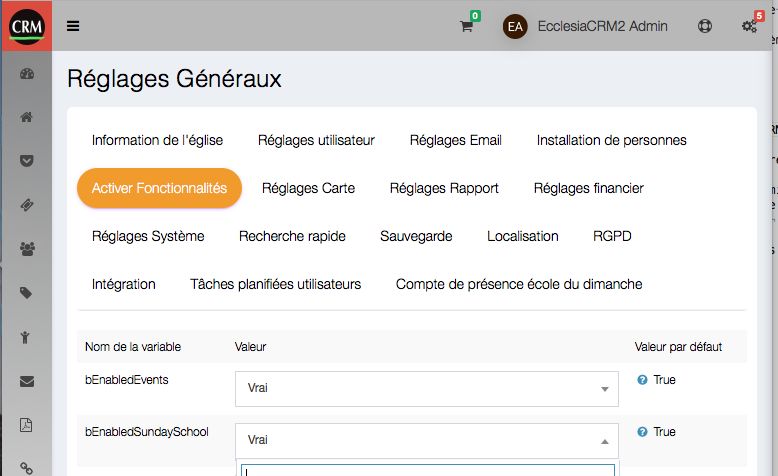 CRM
0
EA
EcclesiaCRM2 Admin
5
Réglages Généraux
Information de l'église
Réglages utilisateur
Réglages Email
Installation de personnes
Activer Fonctionnalités
Réglages Carte
Réglages Rapport
Réglages financier
Réglages Système
Recherche rapide
Sauvegarde
Localisation
RGPD
Intégration
Tâches planifiées utilisateurs
Compte de présence école du dimanche
Nom de la variable
Valeur
Valeur par défaut
bEnabledEvents
Vrai
True
bEnabledSundaySchool
Vrai
True